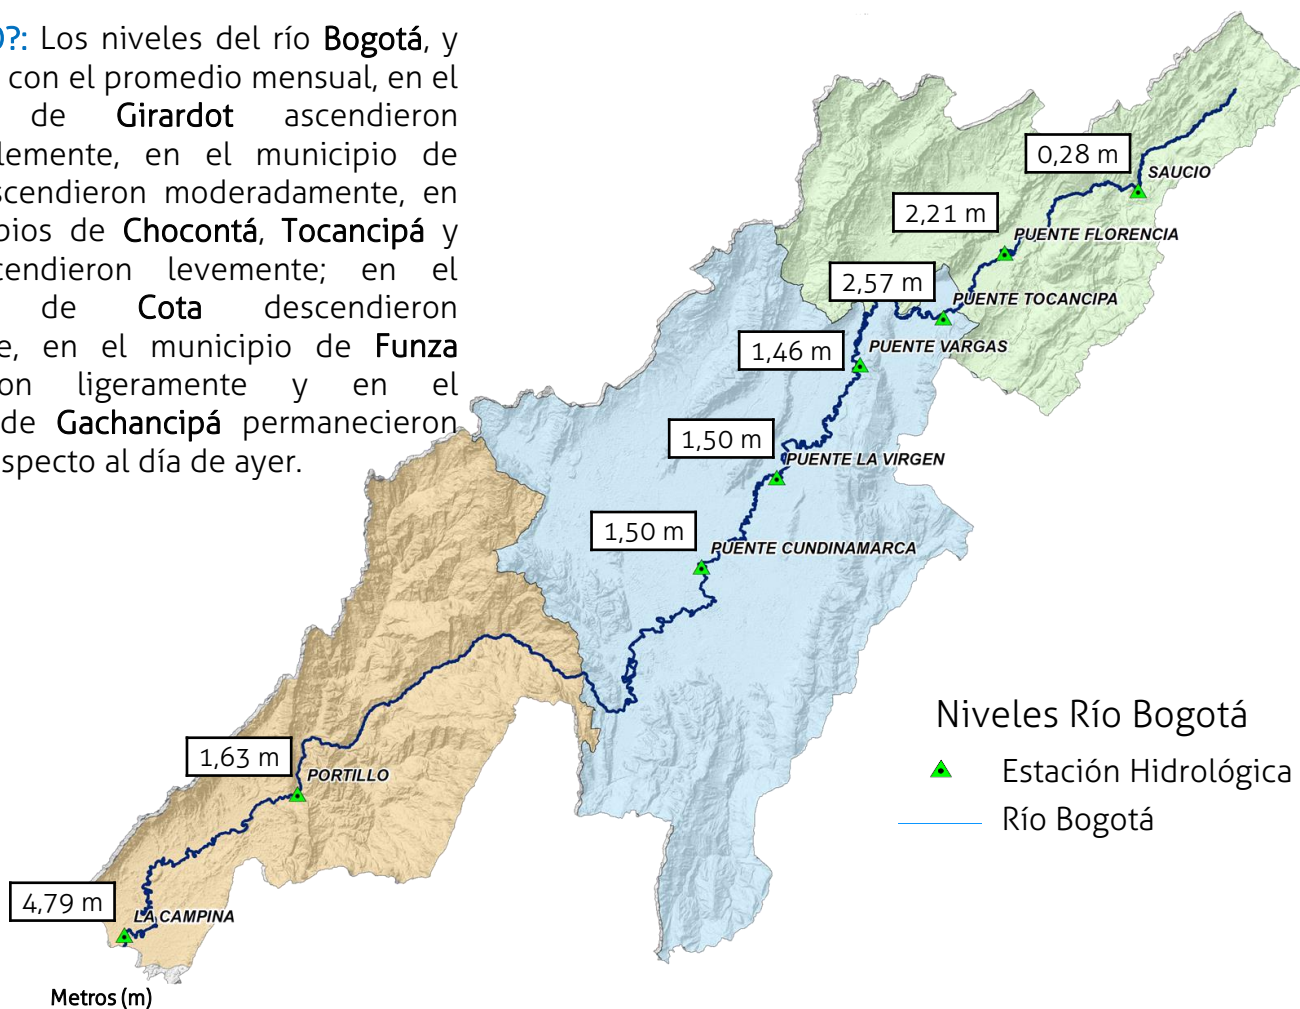 ?: Los niveles del río Bogotá, y
con el promedio mensual, en el
de Girardot ascendieron
lemente, en el municipio de
scendieron moderadamente, en
pios de Chocontá, Tocancipá y
cendieron levemente; en el
de Cota descendieron
e, en el municipio de Funza
on ligeramente y en el
de Gachancipá permanecieron
specto al día de ayer.
0,28 m
SAUCIO
2,21 m
PUENTE FLORENCIA
2,57 m
PUENTE TOCANCIPA
1,46 m
PUENTE VARGAS
1,50 m
PUENTE LA VIRGEN
1,50 m
PUENTE CUNDINAMARCA
1,63 m
PORTILLO
4,79 m
LA CAMPINA
Metros (m)
Niveles Río Bogotá
Estación Hidrológica
Río Bogotá